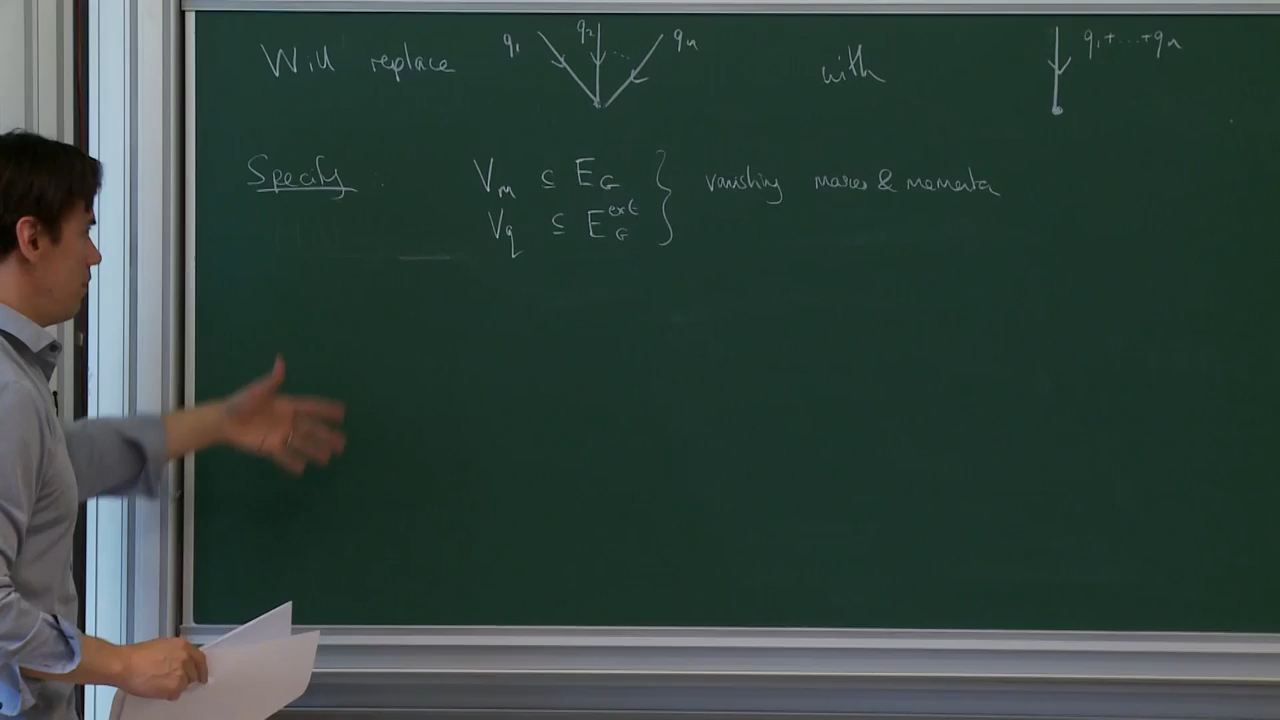 Will replace q₁ q₂ ... qₙ with q₁+...+qₙ
Specify V_m ⊆ E_G } vanishing masses & momenta
V_q ⊆ E_G^ext